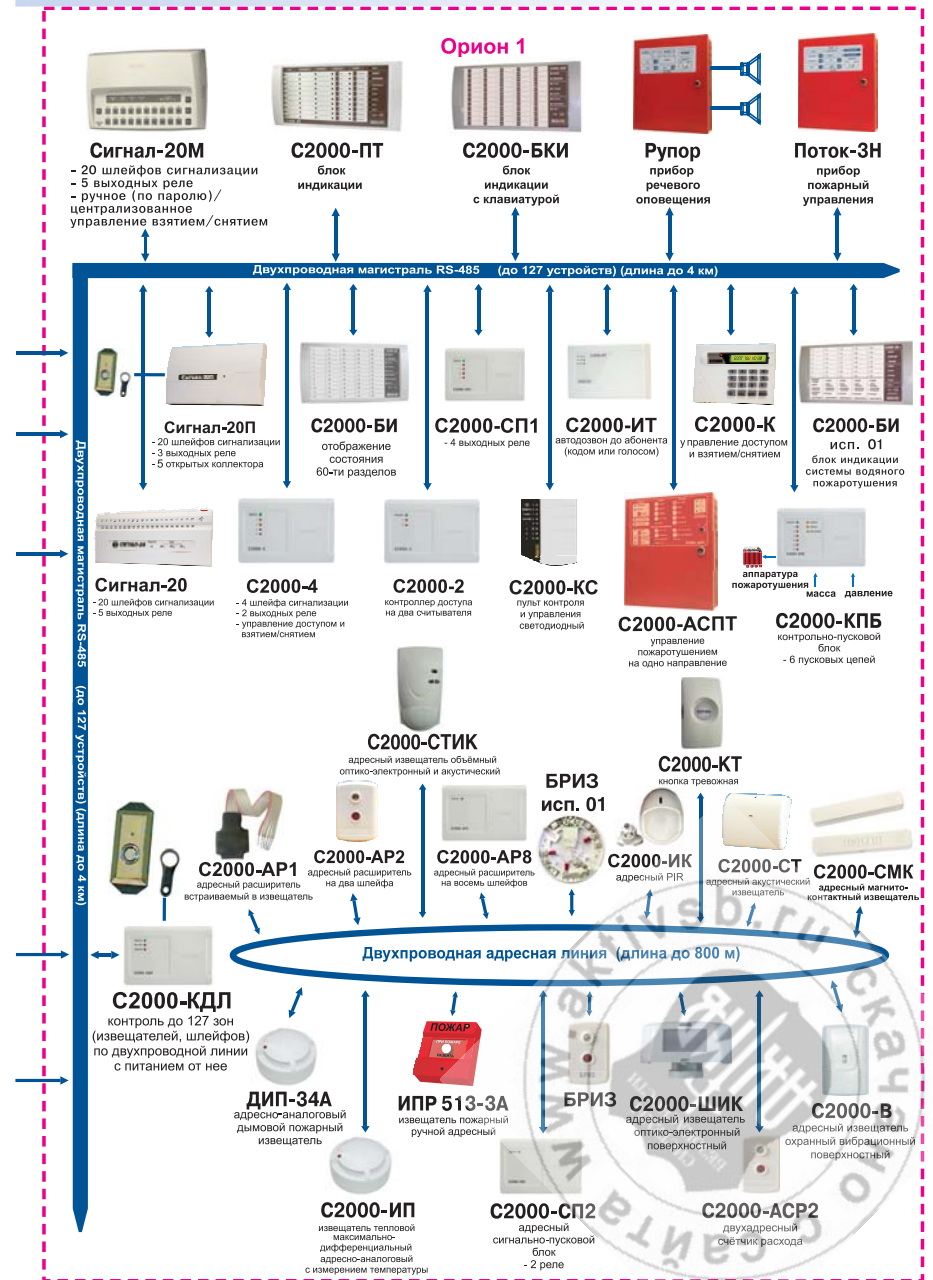 Орион 1
Сигнал-20М
- 20 шлейфов сигнализации
- 5 выходных реле
- ручное (по паролю)/
централизованное
управление взятием/снятием
С2000-ПТ
блок
индикации
С2000-БКИ
блок
индикации
с клавиатурой
Рупор
прибор
речевого
оповещения
Поток-3Н
прибор
пожарный
управления
Двухпроводная магистраль RS-485 (до 127 устройств) (длина до 4 км)
Двухпроводная магистраль RS-485 (до 127 устройств) (длина до 4 км)
Сигнал-20П
- 20 шлейфов сигнализации
- 3 выходных реле
- 5 открытых коллектора
С2000-БИ
отображение
состояния
60-ти разделов
С2000-СП1
- 4 выходных реле
С2000-ИТ
автодозвон до абонента
(кодом или голосом)
С2000-К
управление доступом
и взятием/снятием
С2000-БИ
исп. 01
блок индикации
системы водяного
пожаротушения
Сигнал-20
- 20 шлейфов сигнализации
- 5 выходных реле
С2000-4
- 4 шлейфа сигнализации
- 2 выходных реле
- управление доступом и
взятием/снятием
С2000-2
контроллер доступа
на два считывателя
С2000-КС
пульт контроля
и управления
светодиодный
С2000-АСПТ
управление
пожаротушением
на одно направление
аппаратура
пожаротушения
масса
давление
С2000-КПБ
контрольно-пусковой
блок
- 6 пусковых цепей
С2000-СТИК
адресный извещатель объёмный
оптико-электронный и акустический
С2000-КТ
кнопка тревожная
С2000-АР1
адресный расширитель
встраиваемый в извещатель
С2000-АР2
адресный расширитель
на два шлейфа
С2000-АР8
адресный расширитель
на восемь шлейфов
БРИЗ
исп. 01
С2000-ИК
адресный PIR
С2000-СТ
адресный акустический
извещатель
С2000-СМК
адресный магнито-
контактный извещатель
Двухпроводная адресная линия (длина до 800 м)
С2000-КДЛ
контроль до 127 зон
(извещателей, шлейфов)
по двухпроводной линии
с питанием от нее
ДИП-34А
адресно-аналоговый
дымовой пожарный
извещатель
ПОЖАР
ИПР 513-3А
извещатель пожарный
ручной адресный
БРИЗ
С2000-ШИК
адресный извещатель
оптико-электронный
поверхностный
С2000-В
адресный извещатель
охранный вибрационный
поверхностный
С2000-ИП
извещатель тепловой
максимально-
дифференциальный
адресно-аналоговый
с измерением температуры
С2000-СП2
адресный
сигнально-пусковой
блок
- 2 реле
С2000-АСР2
двухадресный
счётчик расхода
скачано с сайта www.aktivsb.ru